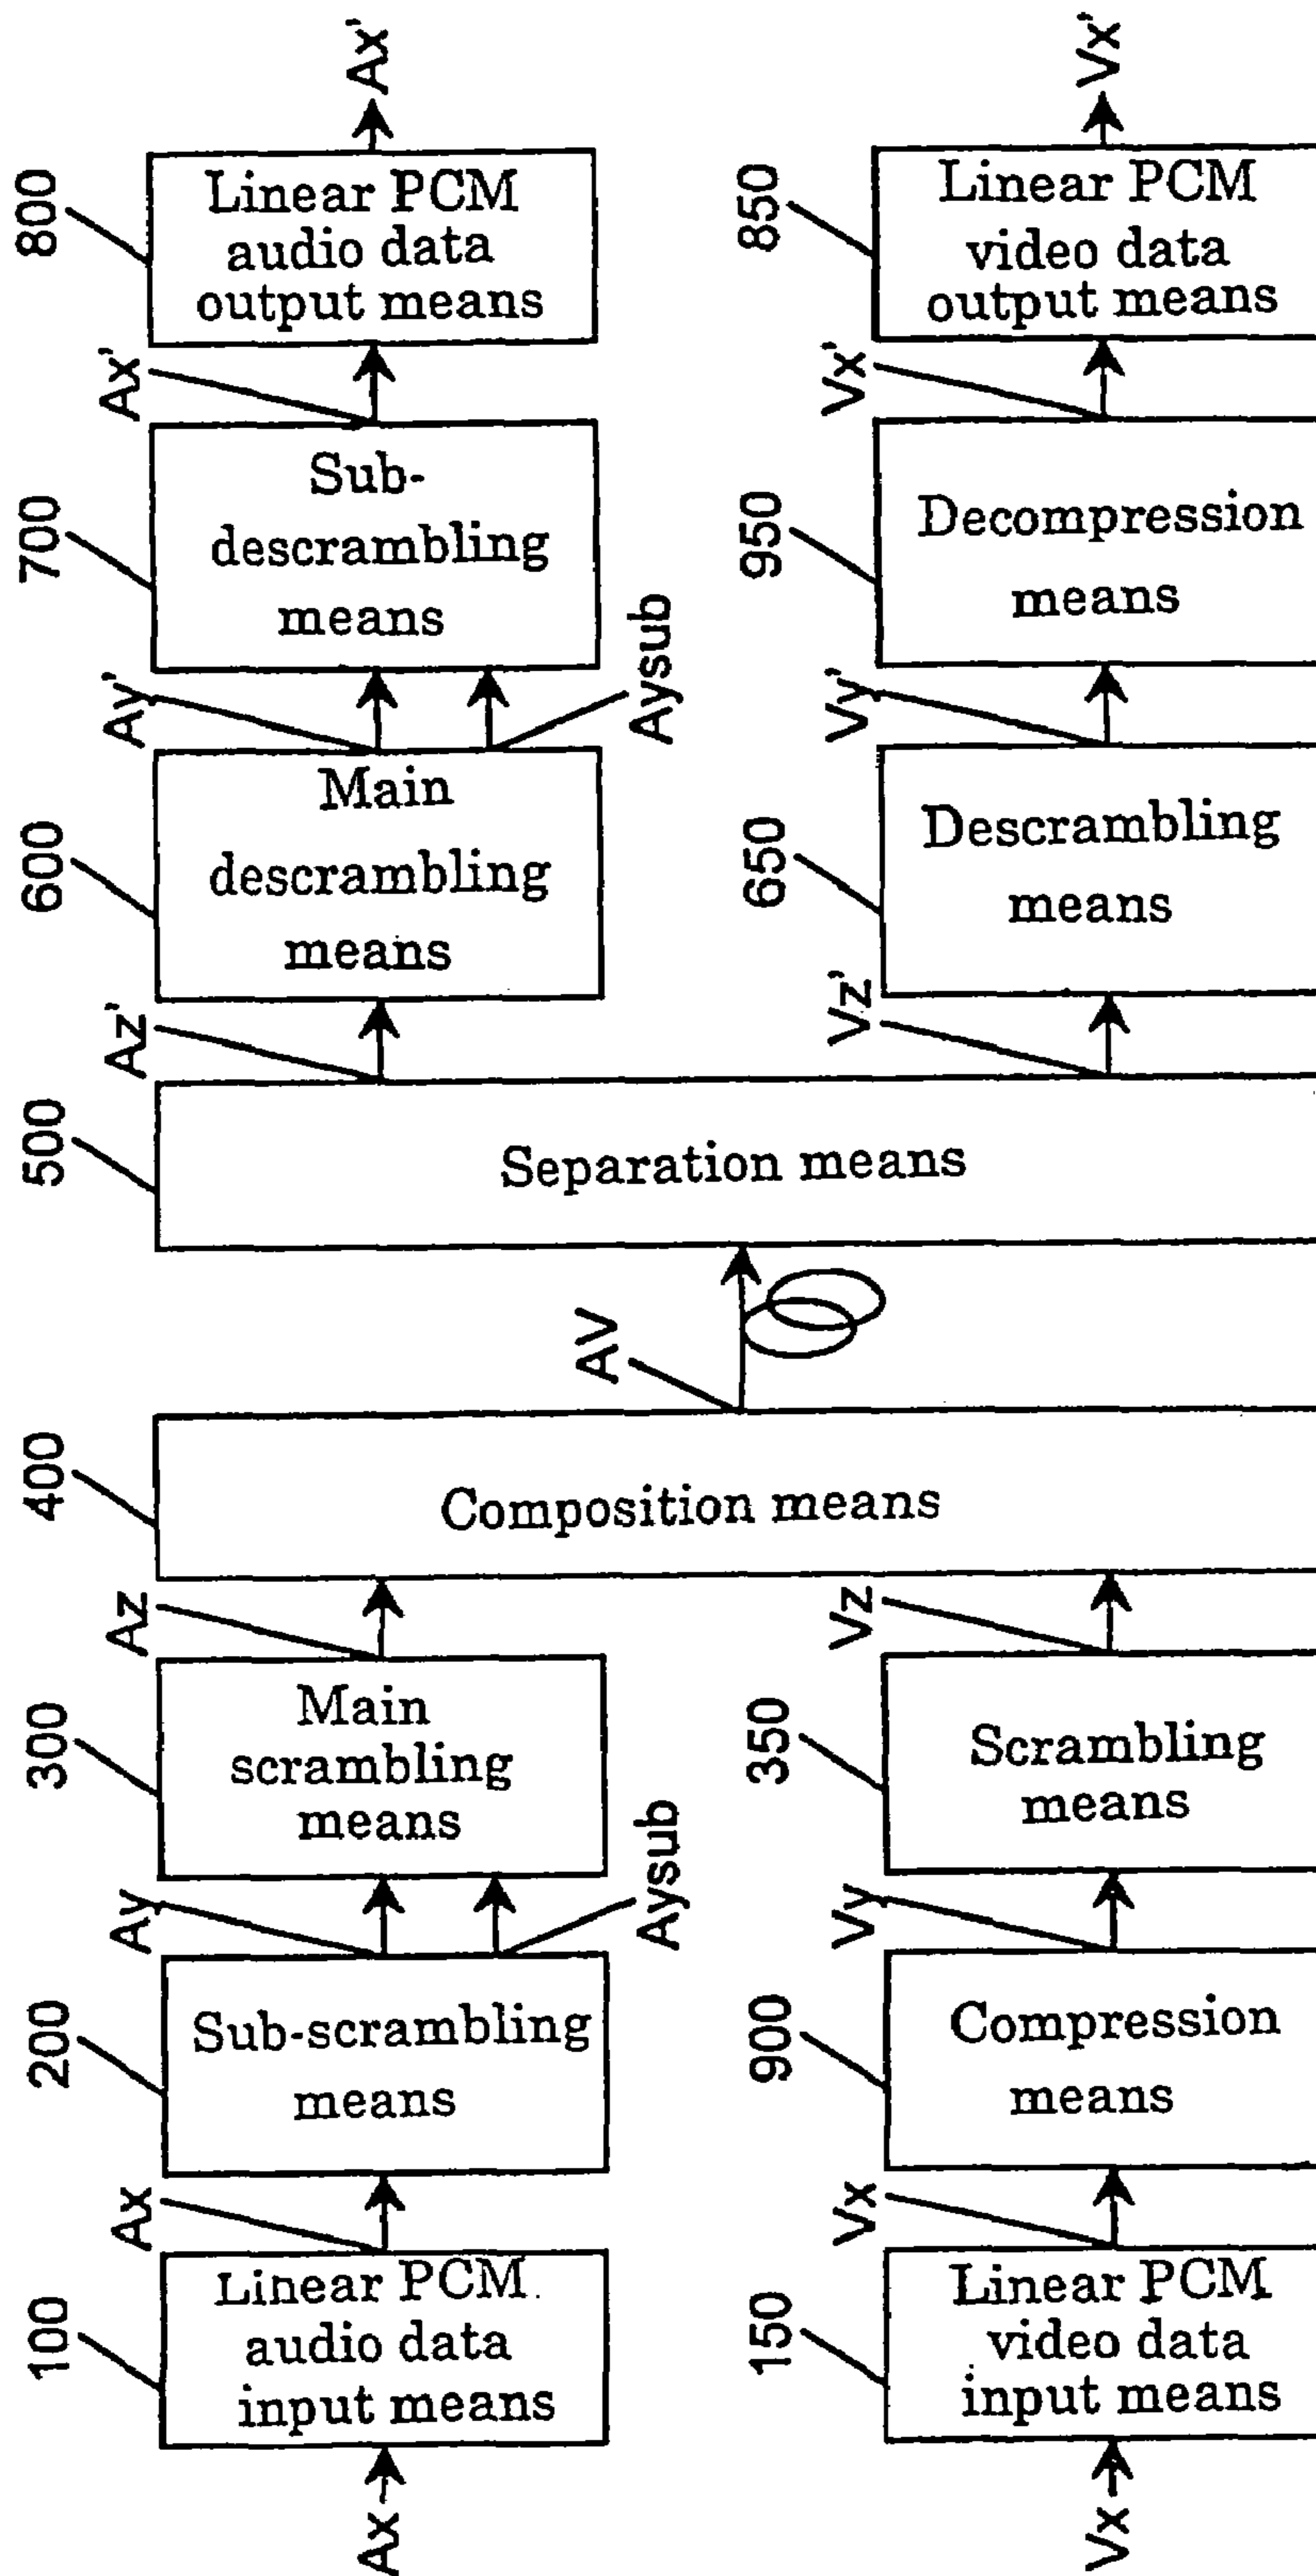 800
Linear PCM
audio data
output means
Ax'
Ax'
700
Sub-
descrambling
means
Ay'
Aysub
600
Main
descrambling
means
Az'
500
Separation means
AV
400
Composition means
Az
300
Main
scrambling
means
Ay
Aysub
200
Sub-scrambling
means
Ax
100
Linear PCM
audio data
input means
Ax
850
Linear PCM
video data
output means
Vx'
Vx'
950
Decompression
means
Vy'
650
Descrambling
means
Vz'
Vz
350
Scrambling
means
Vy
900
Compression
means
Vx
150
Linear PCM
video data
input means
Vx